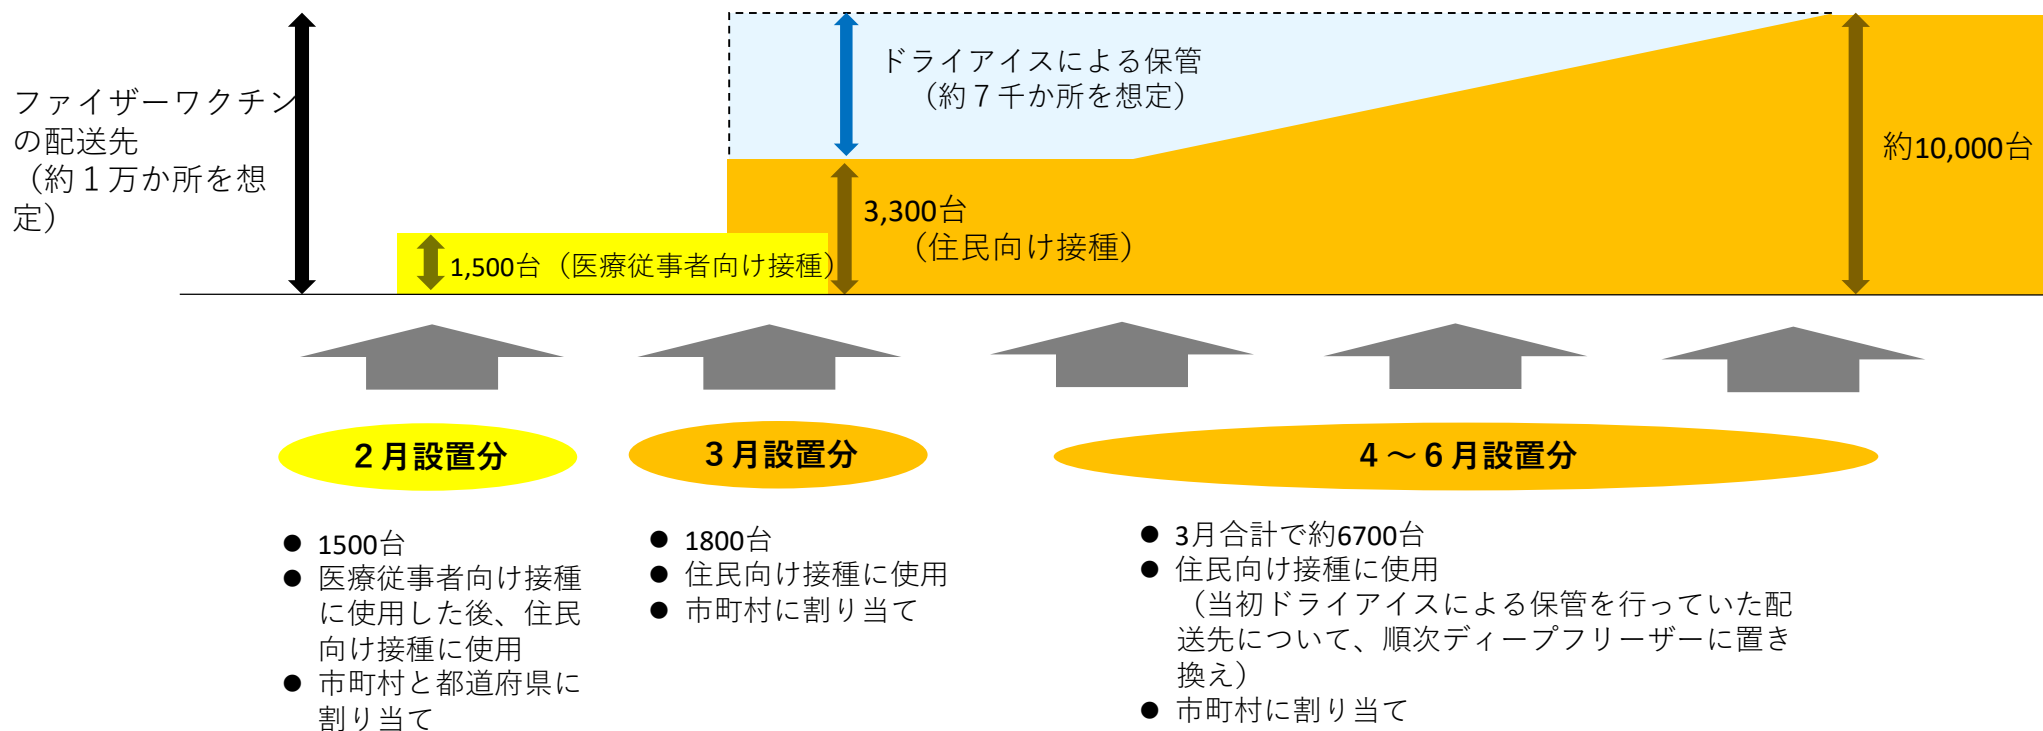 ファイザーワクチン
の配送先
（約１万か所を想
定）
ドライアイスによる保管
（約７千か所を想定）
約10,000台
3,300台
（住民向け接種）
1,500台（医療従事者向け接種）
２月設置分
３月設置分
４～６月設置分
● 1500台
● 医療従事者向け接種
に使用した後、住民
向け接種に使用
● 市町村と都道府県に
割り当て
● 1800台
● 住民向け接種に使用
● 市町村に割り当て
● 3月合計で約6700台
● 住民向け接種に使用
（当初ドライアイスによる保管を行っていた配
送先について、順次ディープフリーザーに置き
換え）
● 市町村に割り当て